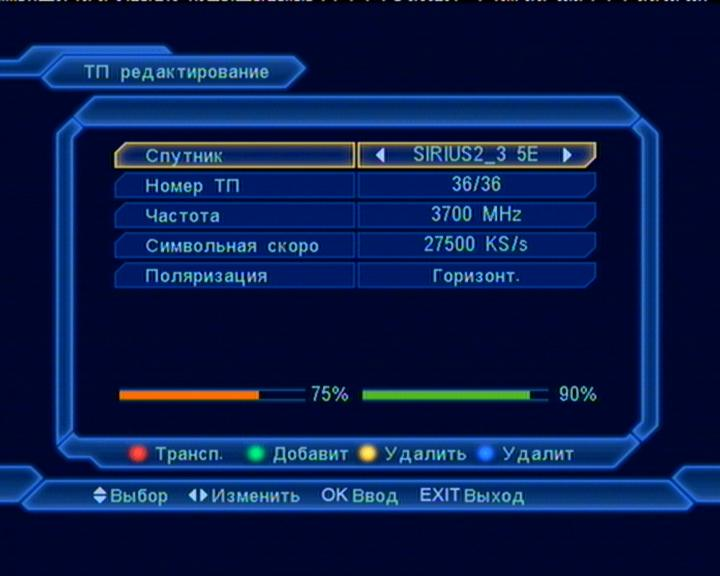 ТП редактирование
Спутник SIRIUS2_3 5E
Номер ТП 36/36
Частота 3700 MHz
Символьная скоро 27500 KS/s
Поляризация Горизонт.
75% 90%
Трансп. Добавит Удалить Удалит
Выбор Изменить OK Ввод EXIT Выход